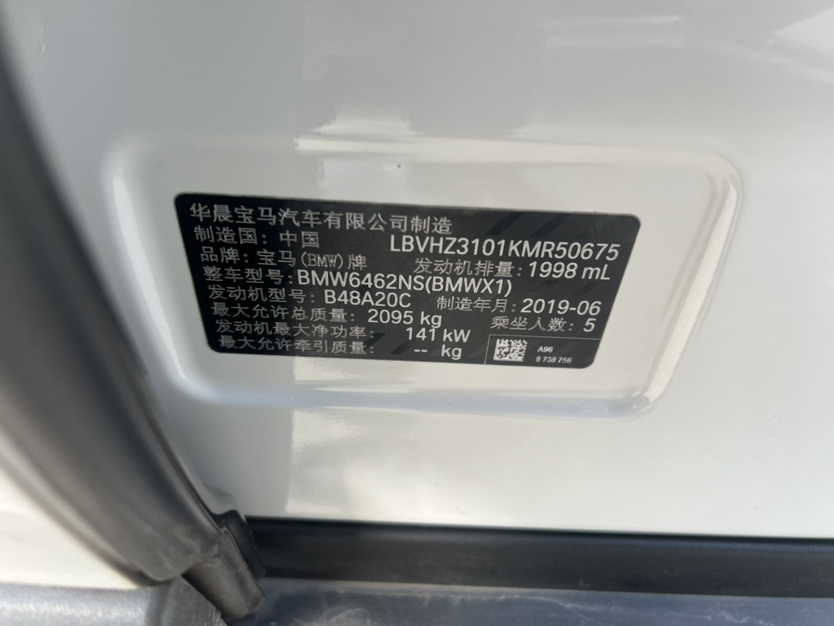 华晨宝马汽车有限公司制造
制造国：中国 LBVHZ3101KMR50675
品牌：宝马(BMW)牌 发动机排量：1998 mL
整车型号：BMW6462NS(BMWX1)
发动机型号：B48A20C 制造年月：2019-06
最大允许总质量：2095 kg 乘坐人数：5
发动机最大净功率：141 kW
最大允许牵引质量：-- kg
A96
8 738 756